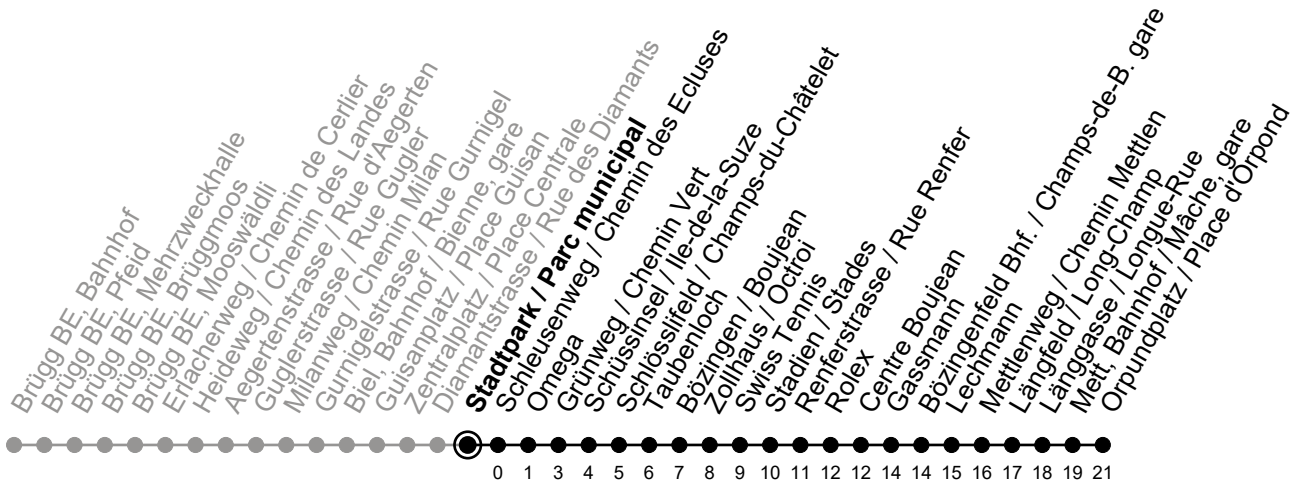 Brügg BE, Bahnhof
Brügg BE, Pfeid
Brügg BE, Mehrzweckhalle
Brügg BE, Brüggmoos
Brügg BE, Mooswäldli
Erlacherweg / Chemin de Cerlier
Heideweg / Chemin des Landes
Aegertenstrasse / Rue d'Aegerten
Guglerstrasse / Rue Gugler
Milanweg / Chemin Milan
Gurnigelstrasse / Rue Gurnigel
Biel, Bahnhof / Bienne, gare
Guisanplatz / Place Guisan
Zentralplatz / Place Centrale
Diamantstrasse / Rue des Diamants
Stadtpark / Parc municipal
Schleusenweg / Chemin des Ecluses
Omega
Grünweg / Chemin Vert
Schüssinsel / Ile-de-la-Suze
Schlösslifeld / Champs-du-Châtelet
Taubenloch
Bözingen / Boujean
Zollhaus / Octroi
Swiss Tennis
Stadien / Stades
Renferstrasse / Rue Renfer
Rolex
Centre Boujean
Gassmann
Bözingenfeld Bhf. / Champs-de-B. gare
Lechmann
Mettlenweg / Chemin Mettlen
Längfeld / Long-Champ
Länggasse / Longue-Rue
Mett, Bahnhof / Mâche, gare
Orpundplatz / Place d'Orpond
0 1 3 4 5 6 7 8 9 10 11 12 12 14 14 15 16 17 18 19 21